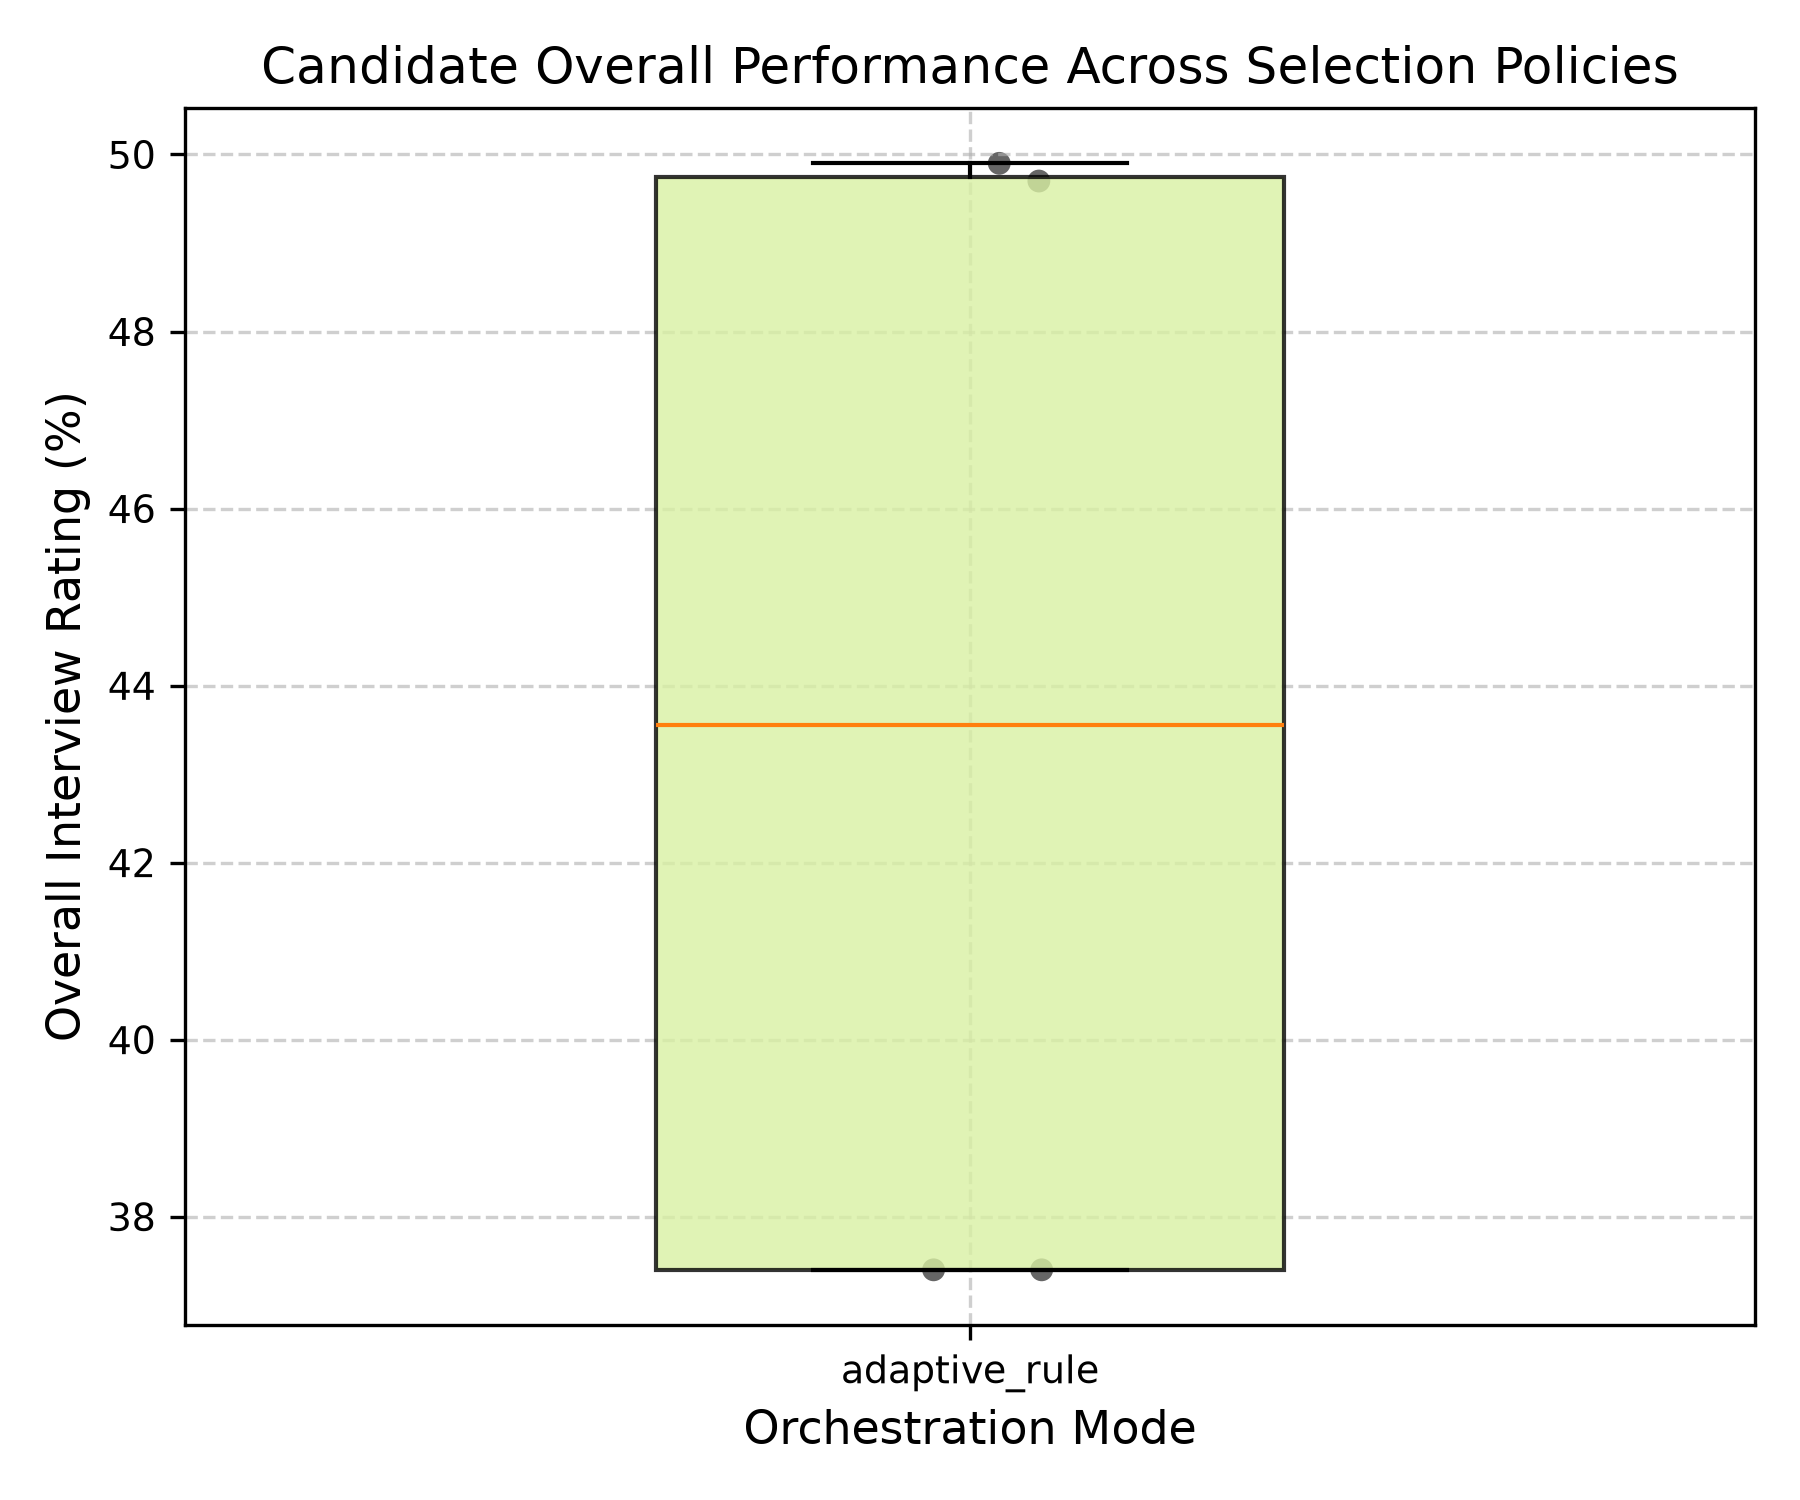 Candidate Overall Performance Across Selection Policies
Overall Interview Rating (%)
50
48
46
44
42
40
38
adaptive_rule
Orchestration Mode